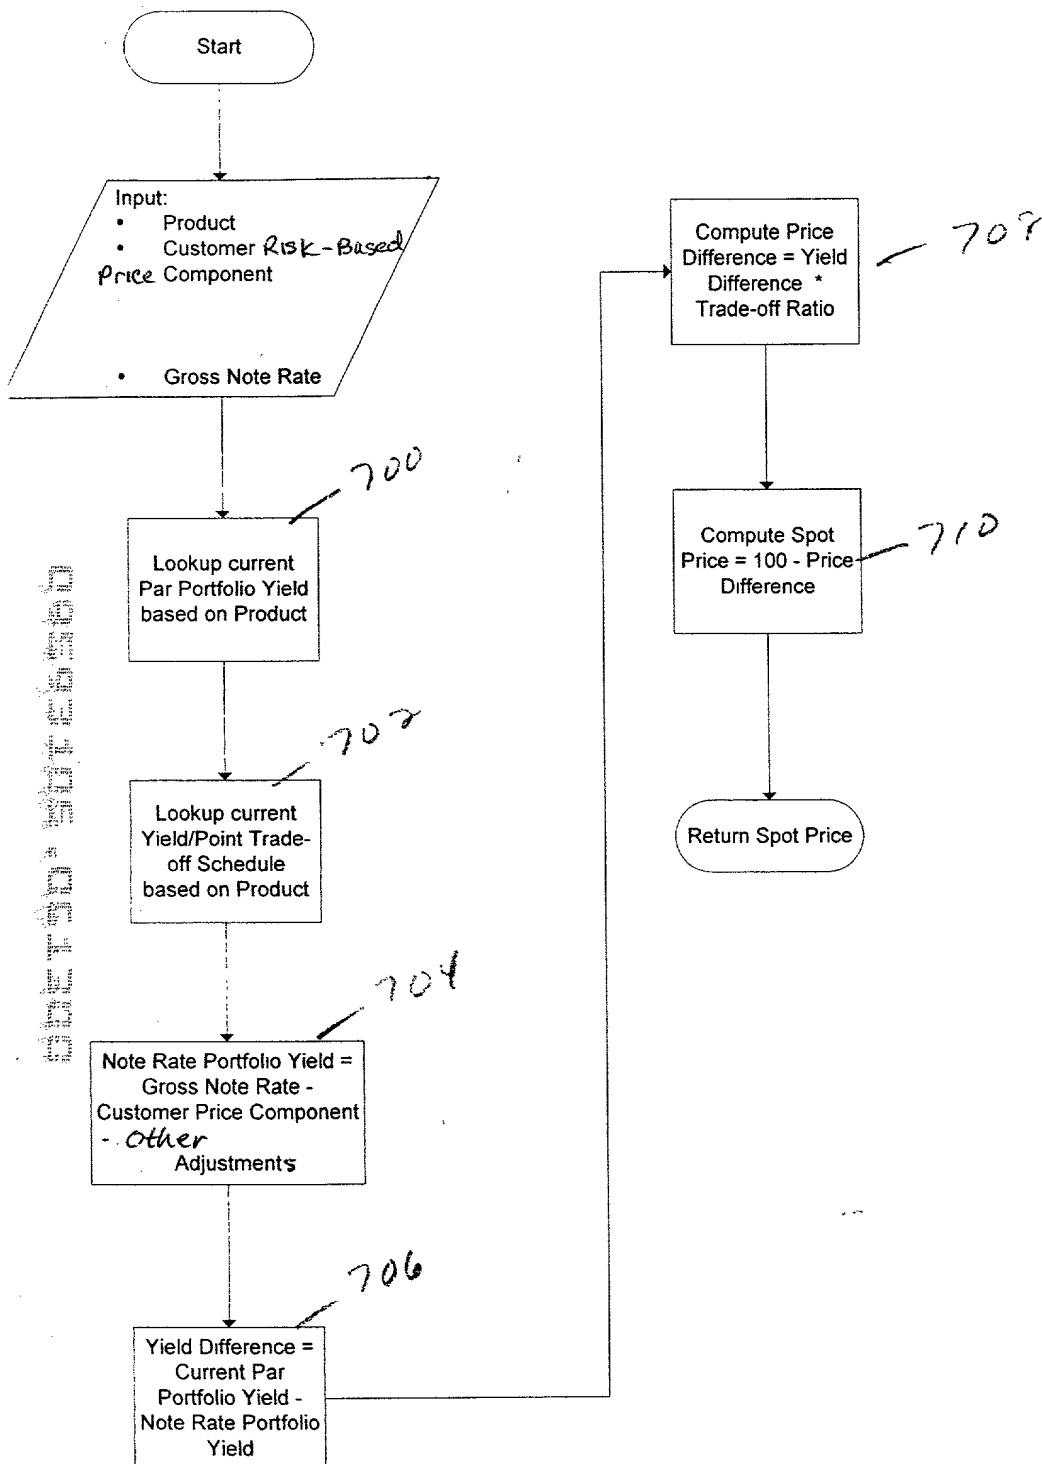 Start
Input:
• Product
• Customer Risk-Based
Price Component
• Gross Note Rate
700
Lookup current
Par Portfolio Yield
based on Product
702
Lookup current
Yield/Point Trade-
off Schedule
based on Product
704
Note Rate Portfolio Yield =
Gross Note Rate -
Customer Price Component
- Other
Adjustments
706
Yield Difference =
Current Par
Portfolio Yield -
Note Rate Portfolio
Yield
Compute Price
Difference = Yield
Difference *
Trade-off Ratio
708
Compute Spot
Price = 100 - Price
Difference
710
Return Spot Price